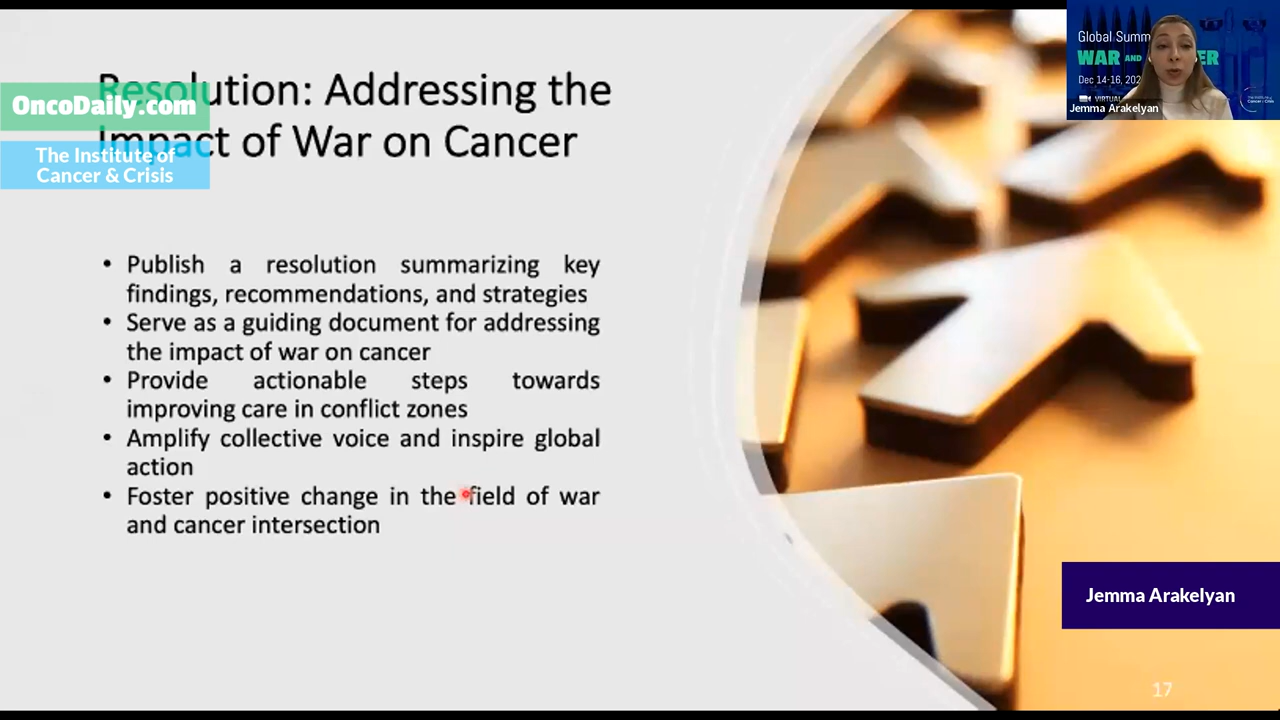 Resolution: Addressing the
Impact of War on Cancer
OncoDaily.com
The Institute of
Cancer & Crisis
• Publish a resolution summarizing key
findings, recommendations, and strategies
• Serve as a guiding document for addressing
the impact of war on cancer
• Provide actionable steps towards
improving care in conflict zones
• Amplify collective voice and inspire global
action
• Foster positive change in the field of war
and cancer intersection
Global Summ
WAR AND ER
Dec 14-16, 202
VIRTUAL
Jemma Arakelyan
Jemma Arakelyan
17